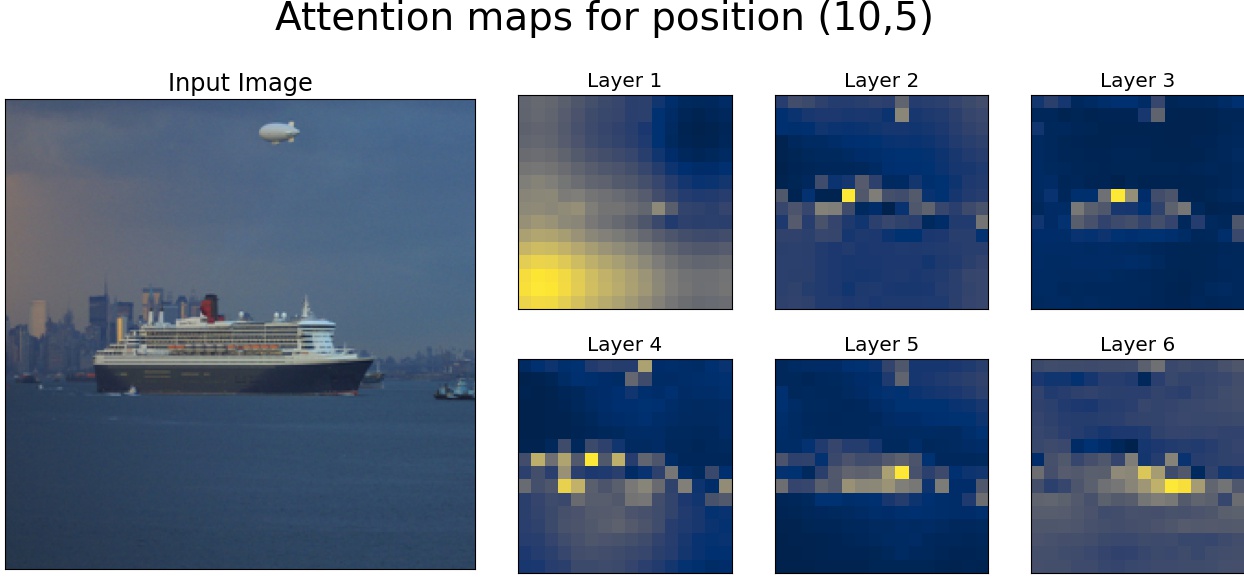 Attention maps for position (10,5)
Input Image
Layer 1
Layer 2
Layer 3
Layer 4
Layer 5
Layer 6